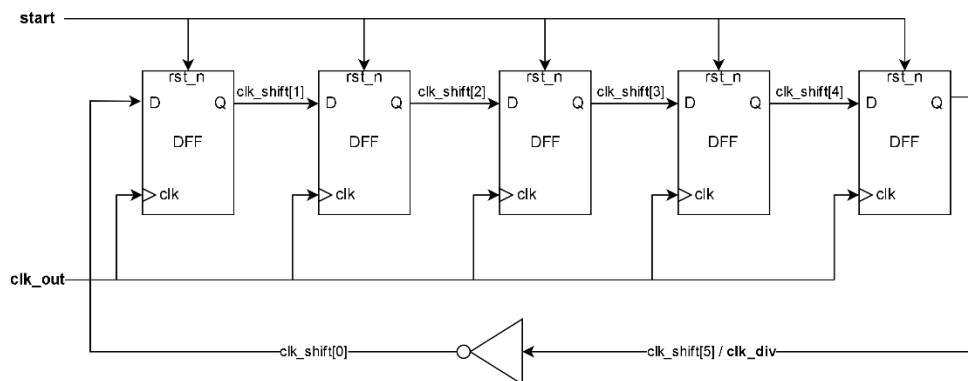 start
rst_n rst_n rst_n rst_n rst_n
D Q clk_shift[1] D Q clk_shift[2] D Q clk_shift[3] D Q clk_shift[4] D Q
DFF DFF DFF DFF DFF
clk clk clk clk clk
clk_out
clk_shift[0] clk_shift[5] / clk_div